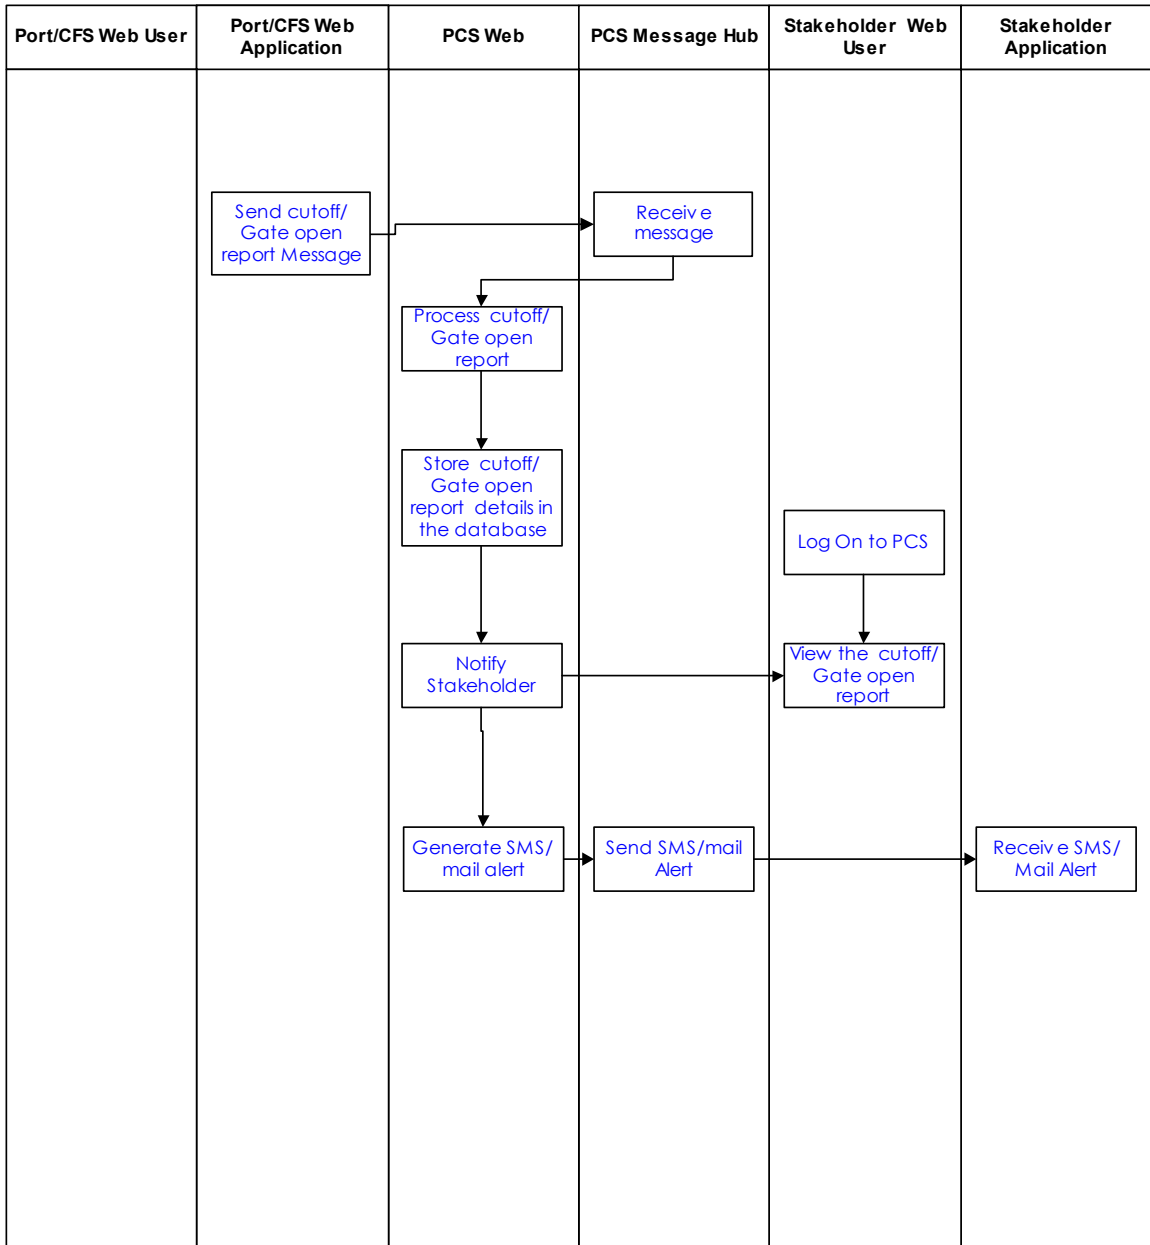 Port/CFS Web User
Port/CFS Web
Application
PCS Web
PCS Message Hub
Stakeholder Web
User
Stakeholder
Application
Send cutoff/
Gate open
report Message
Receive
message
Process cutoff/
Gate open
report
Store cutoff/
Gate open
report details in
the database
Log On to PCS
Notify
Stakeholder
View the cutoff/
Gate open
report
Generate SMS/
mail alert
Send SMS/mail
Alert
Receive SMS/
Mail Alert